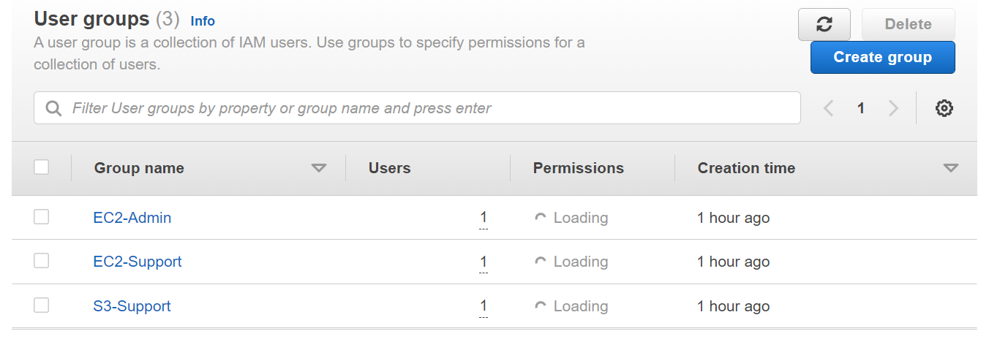 User groups (3) Info
Delete
A user group is a collection of IAM users. Use groups to specify permissions for a
collection of users.
Create group
Filter User groups by property or group name and press enter
1
Group name Users Permissions Creation time
EC2-Admin 1 Loading 1 hour ago
EC2-Support 1 Loading 1 hour ago
S3-Support 1 Loading 1 hour ago